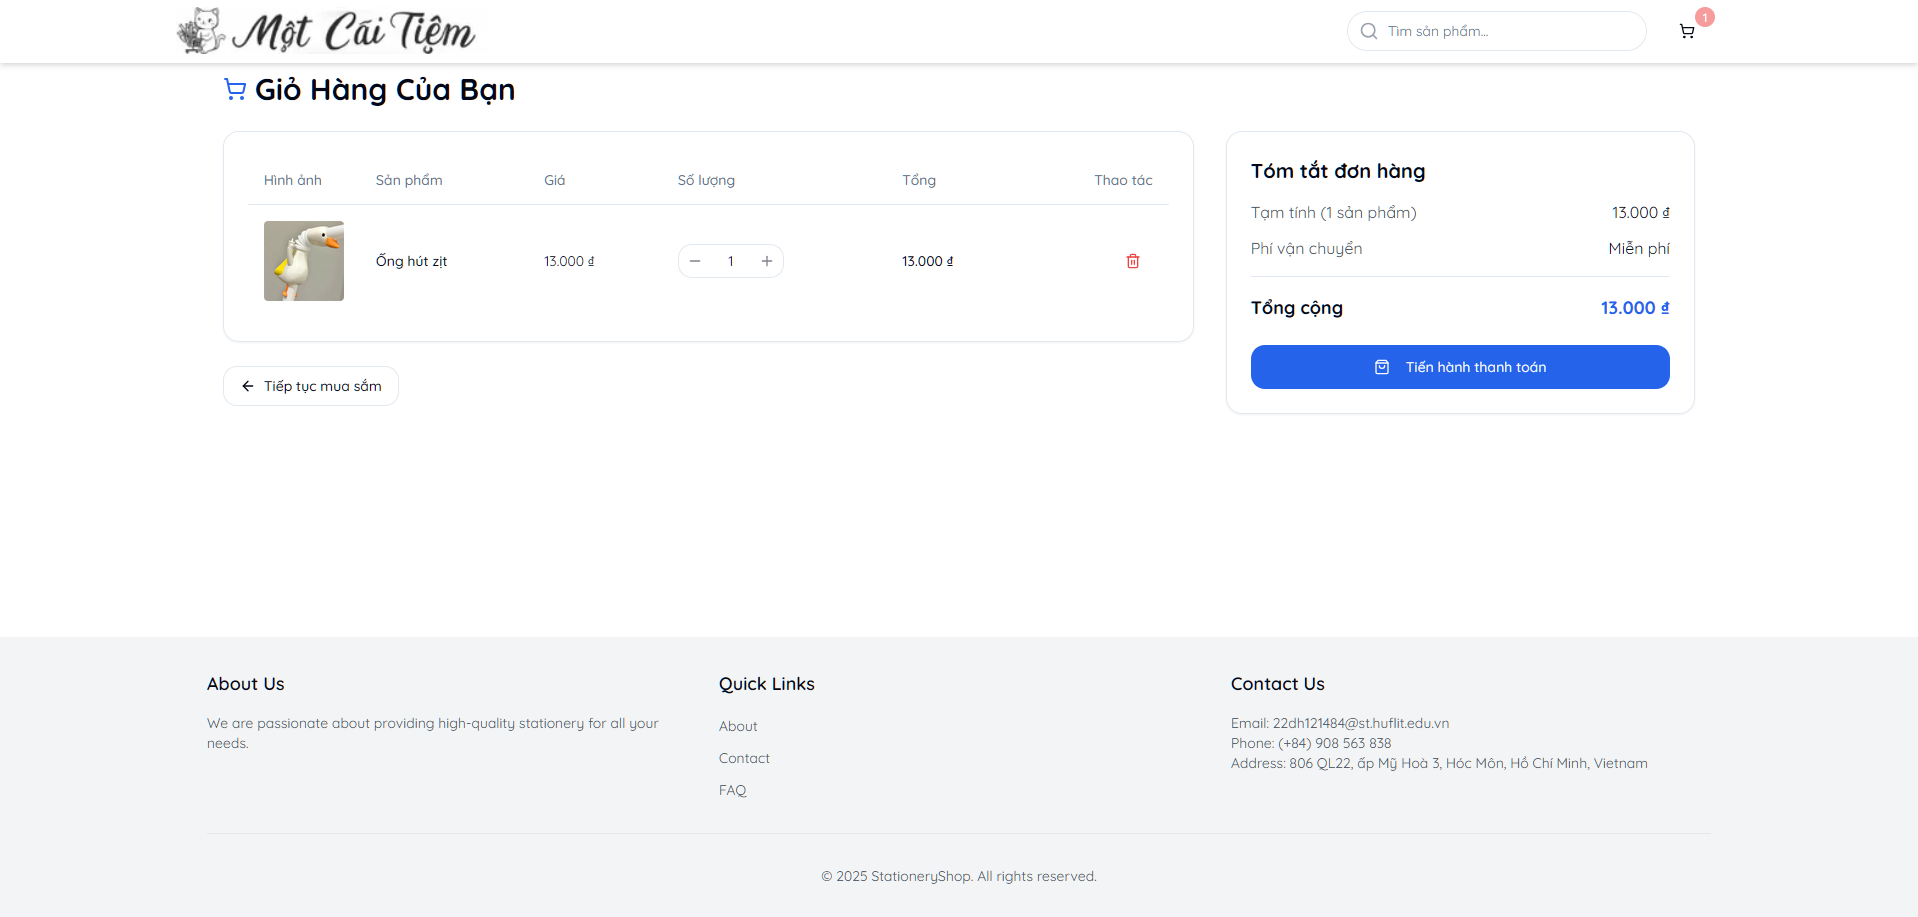 Một Cái Tiệm
Tìm sản phẩm...
1
Giỏ Hàng Của Bạn
Hình ảnh Sản phẩm Giá Số lượng Tổng Thao tác
Ống hút zịt 13.000 ₫ 1 13.000 ₫
Tiếp tục mua sắm
Tóm tắt đơn hàng
Tạm tính (1 sản phẩm) 13.000 ₫
Phí vận chuyển Miễn phí
Tổng cộng 13.000 ₫
Tiến hành thanh toán
About Us
We are passionate about providing high-quality stationery for all your
needs.
Quick Links
About
Contact
FAQ
Contact Us
Email: 22dh121484@st.huflit.edu.vn
Phone: (+84) 908 563 838
Address: 806 QL22, ấp Mỹ Hoà 3, Hóc Môn, Hồ Chí Minh, Vietnam
© 2025 StationeryShop. All rights reserved.